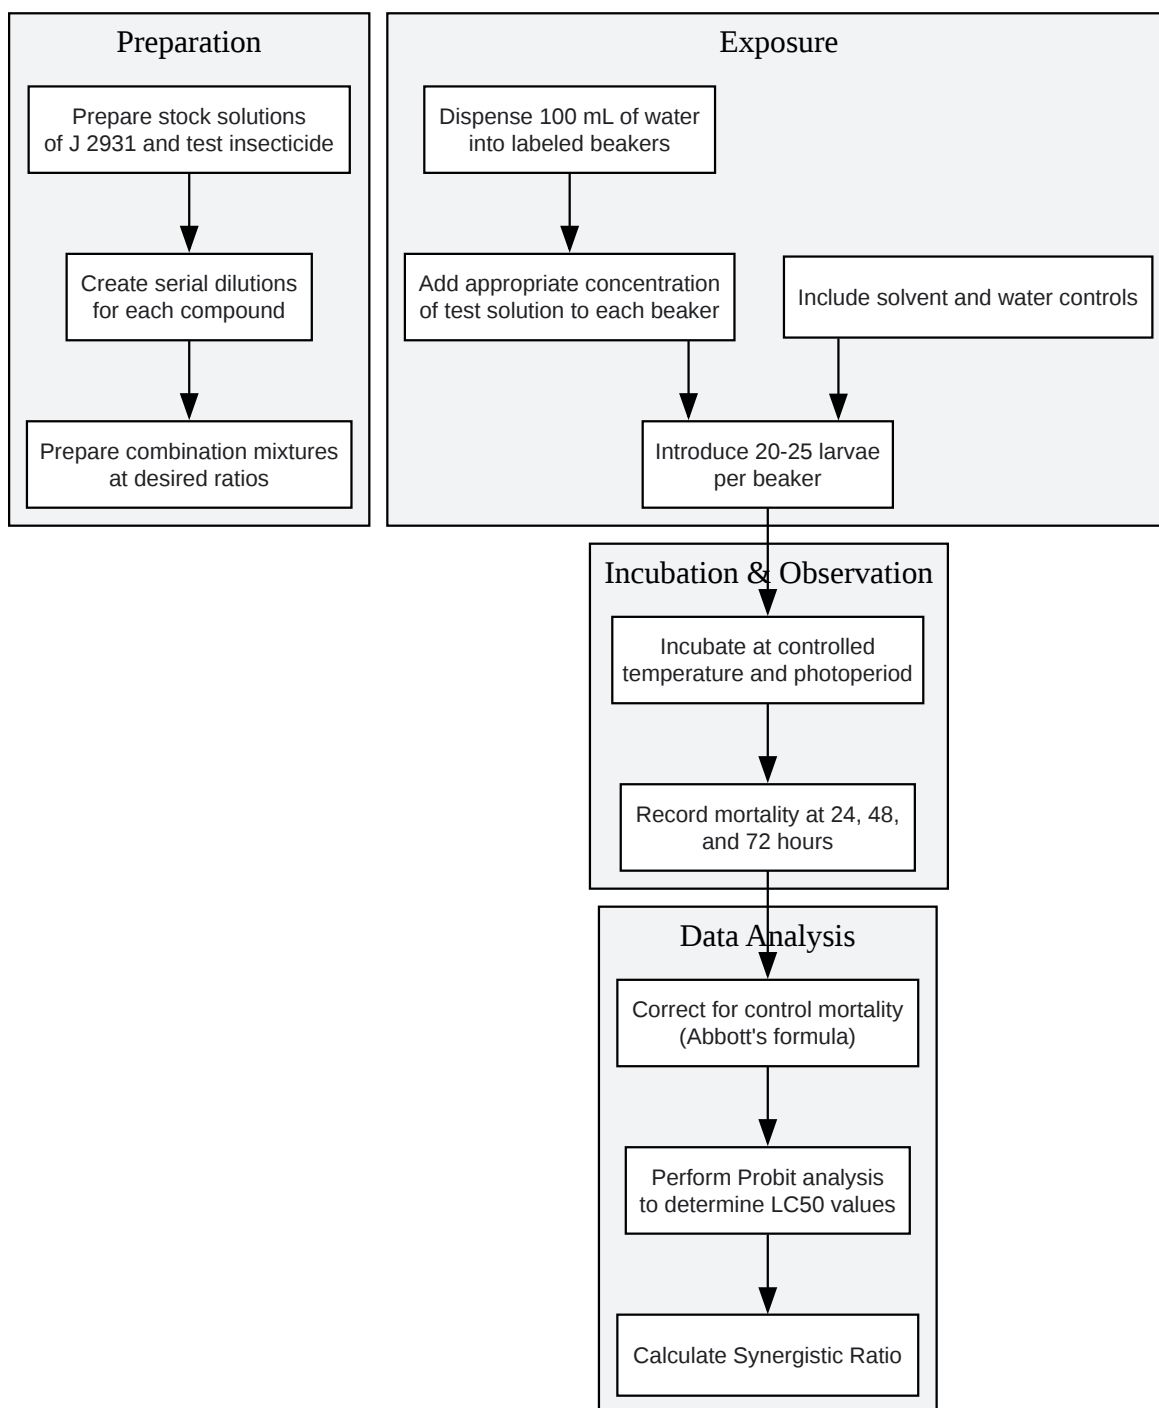 Preparation
Prepare stock solutions
of J 2931 and test insecticide
Create serial dilutions
for each compound
Prepare combination mixtures
at desired ratios
Exposure
Dispense 100 mL of water
into labeled beakers
Add appropriate concentration
of test solution to each beaker
Include solvent and water controls
Introduce 20-25 larvae
per beaker
Incubation & Observation
Incubate at controlled
temperature and photoperiod
Record mortality at 24, 48,
and 72 hours
Data Analysis
Correct for control mortality
(Abbott's formula)
Perform Probit analysis
to determine LC50 values
Calculate Synergistic Ratio